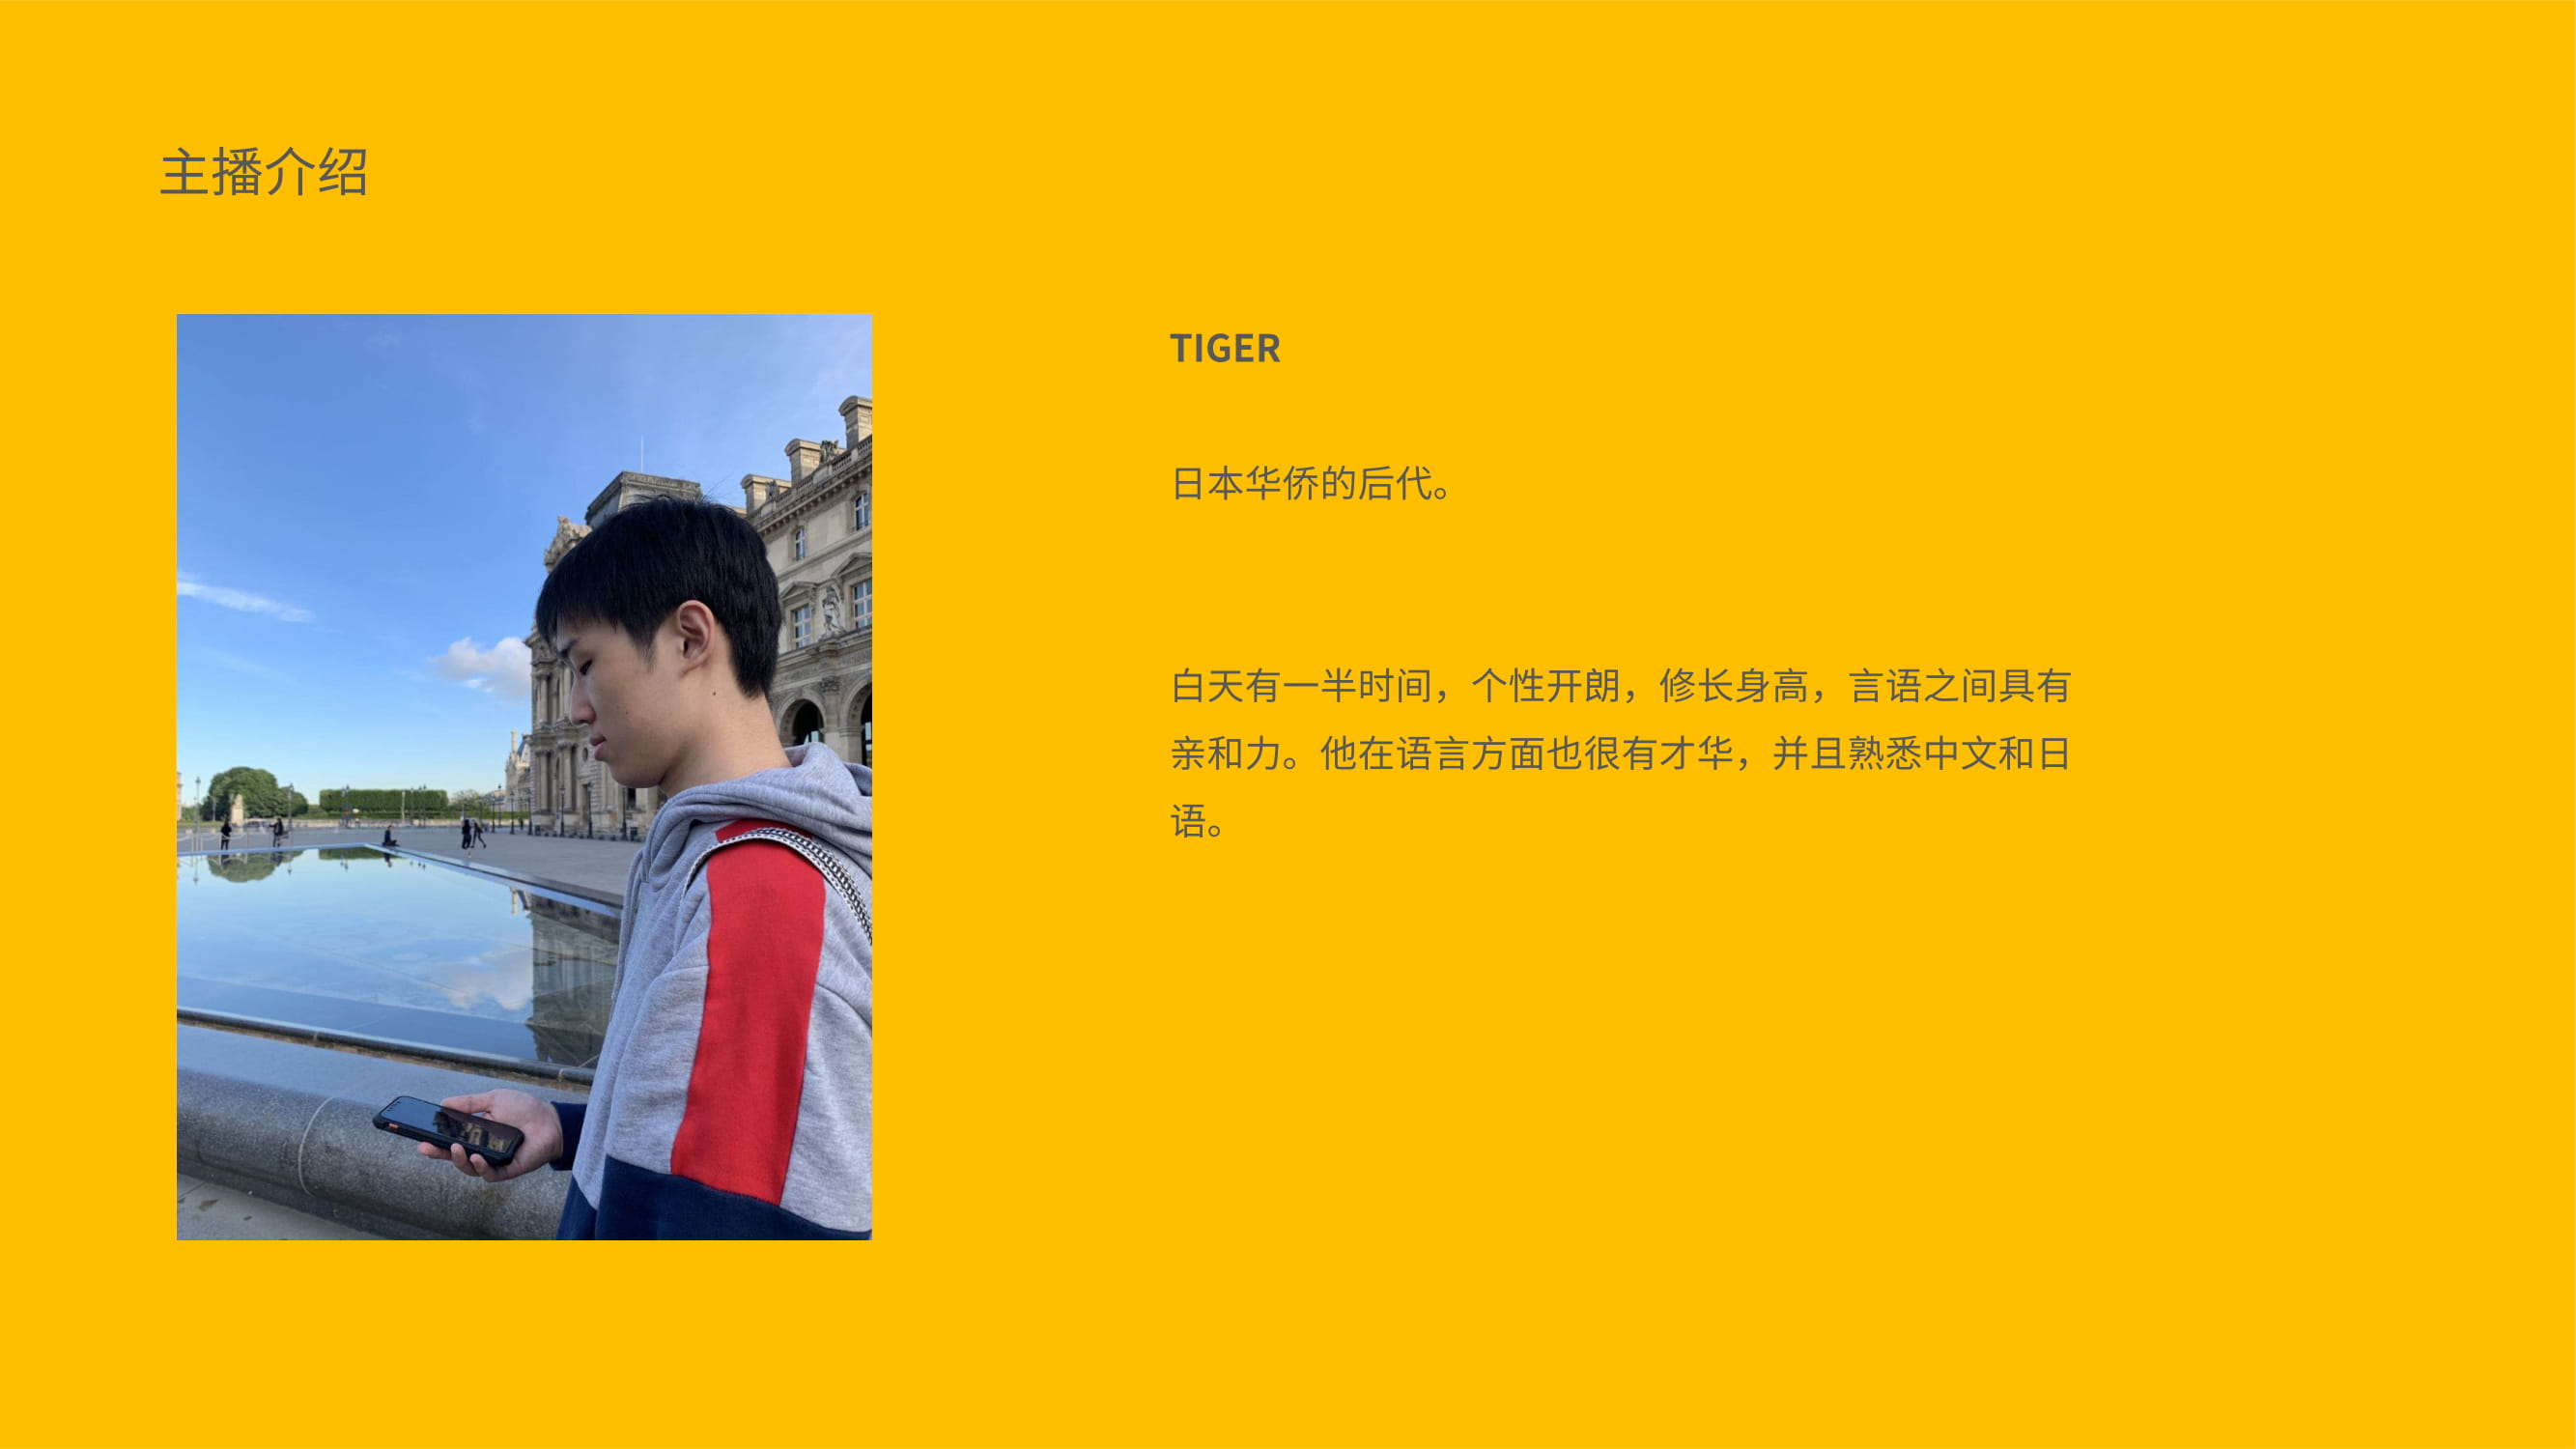 主播介绍
TIGER
日本华侨的后代。
白天有一半时间，个性开朗，修长身高，言语之间具有
亲和力。他在语言方面也很有才华，并且熟悉中文和日
语。